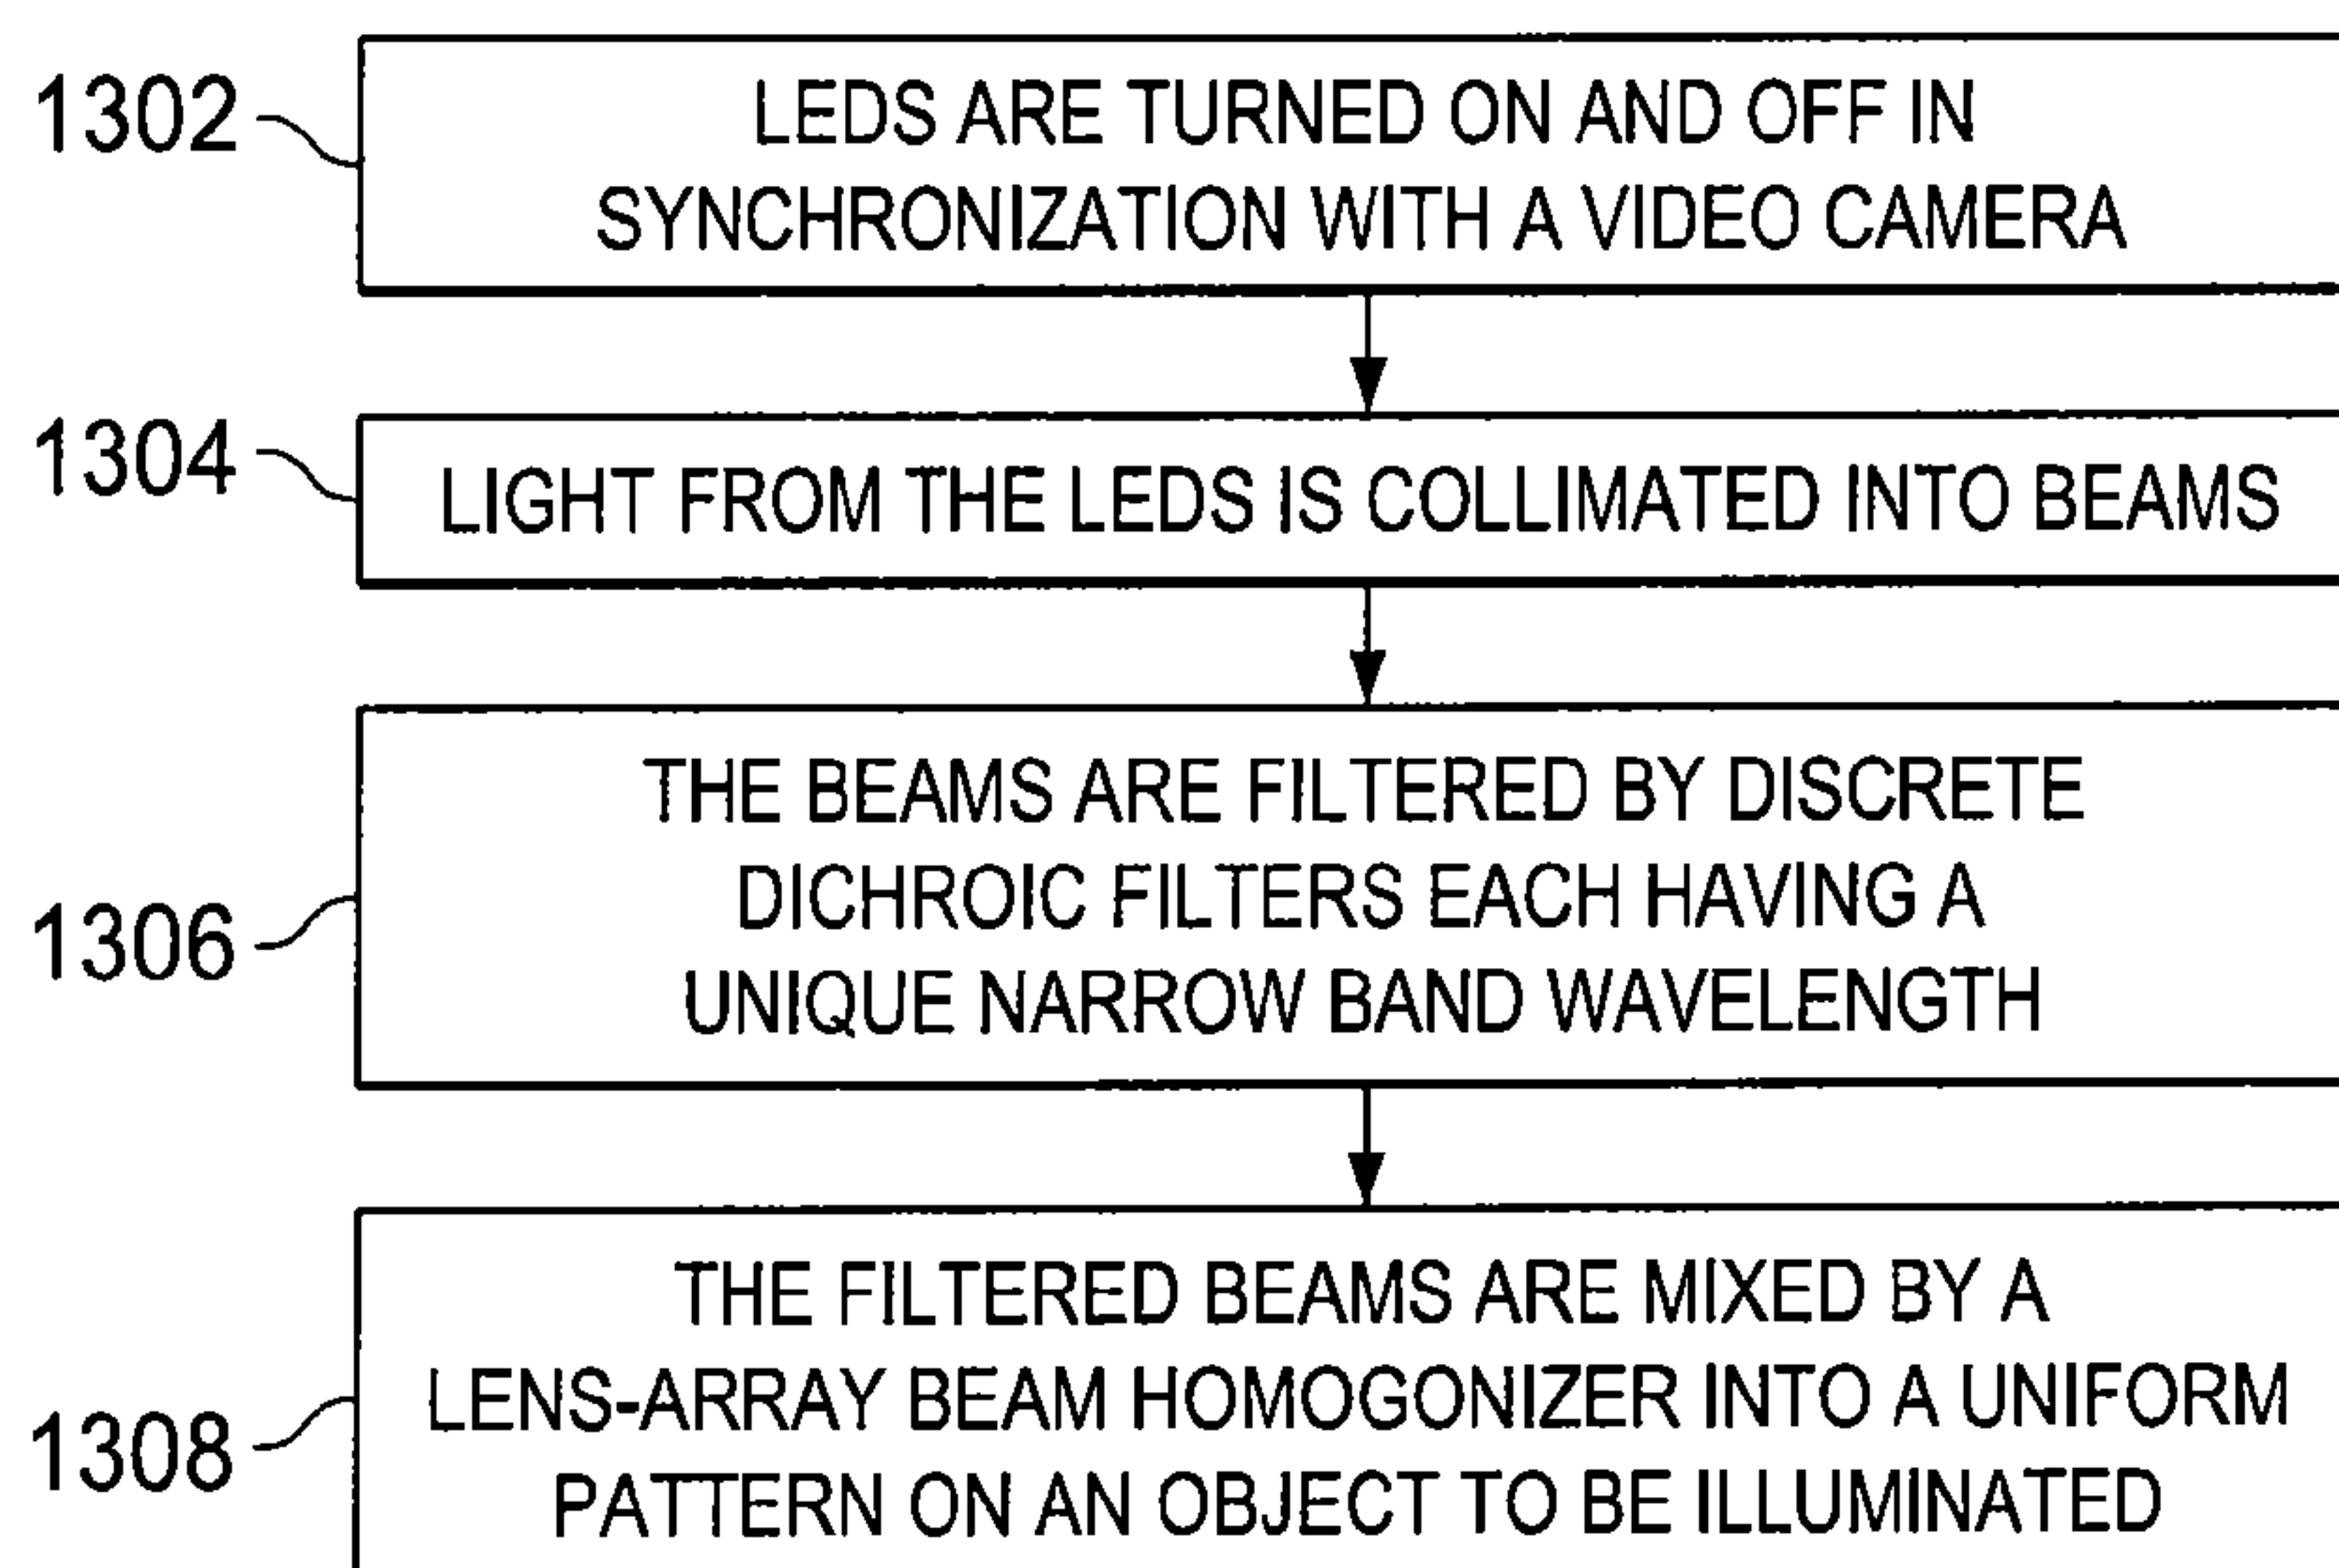 1302
LEDS ARE TURNED ON AND OFF IN
SYNCHRONIZATION WITH A VIDEO CAMERA
1304
LIGHT FROM THE LEDS IS COLLIMATED INTO BEAMS
1306
THE BEAMS ARE FILTERED BY DISCRETE
DICHROIC FILTERS EACH HAVING A
UNIQUE NARROW BAND WAVELENGTH
1308
THE FILTERED BEAMS ARE MIXED BY A
LENS-ARRAY BEAM HOMOGONIZER INTO A UNIFORM
PATTERN ON AN OBJECT TO BE ILLUMINATED